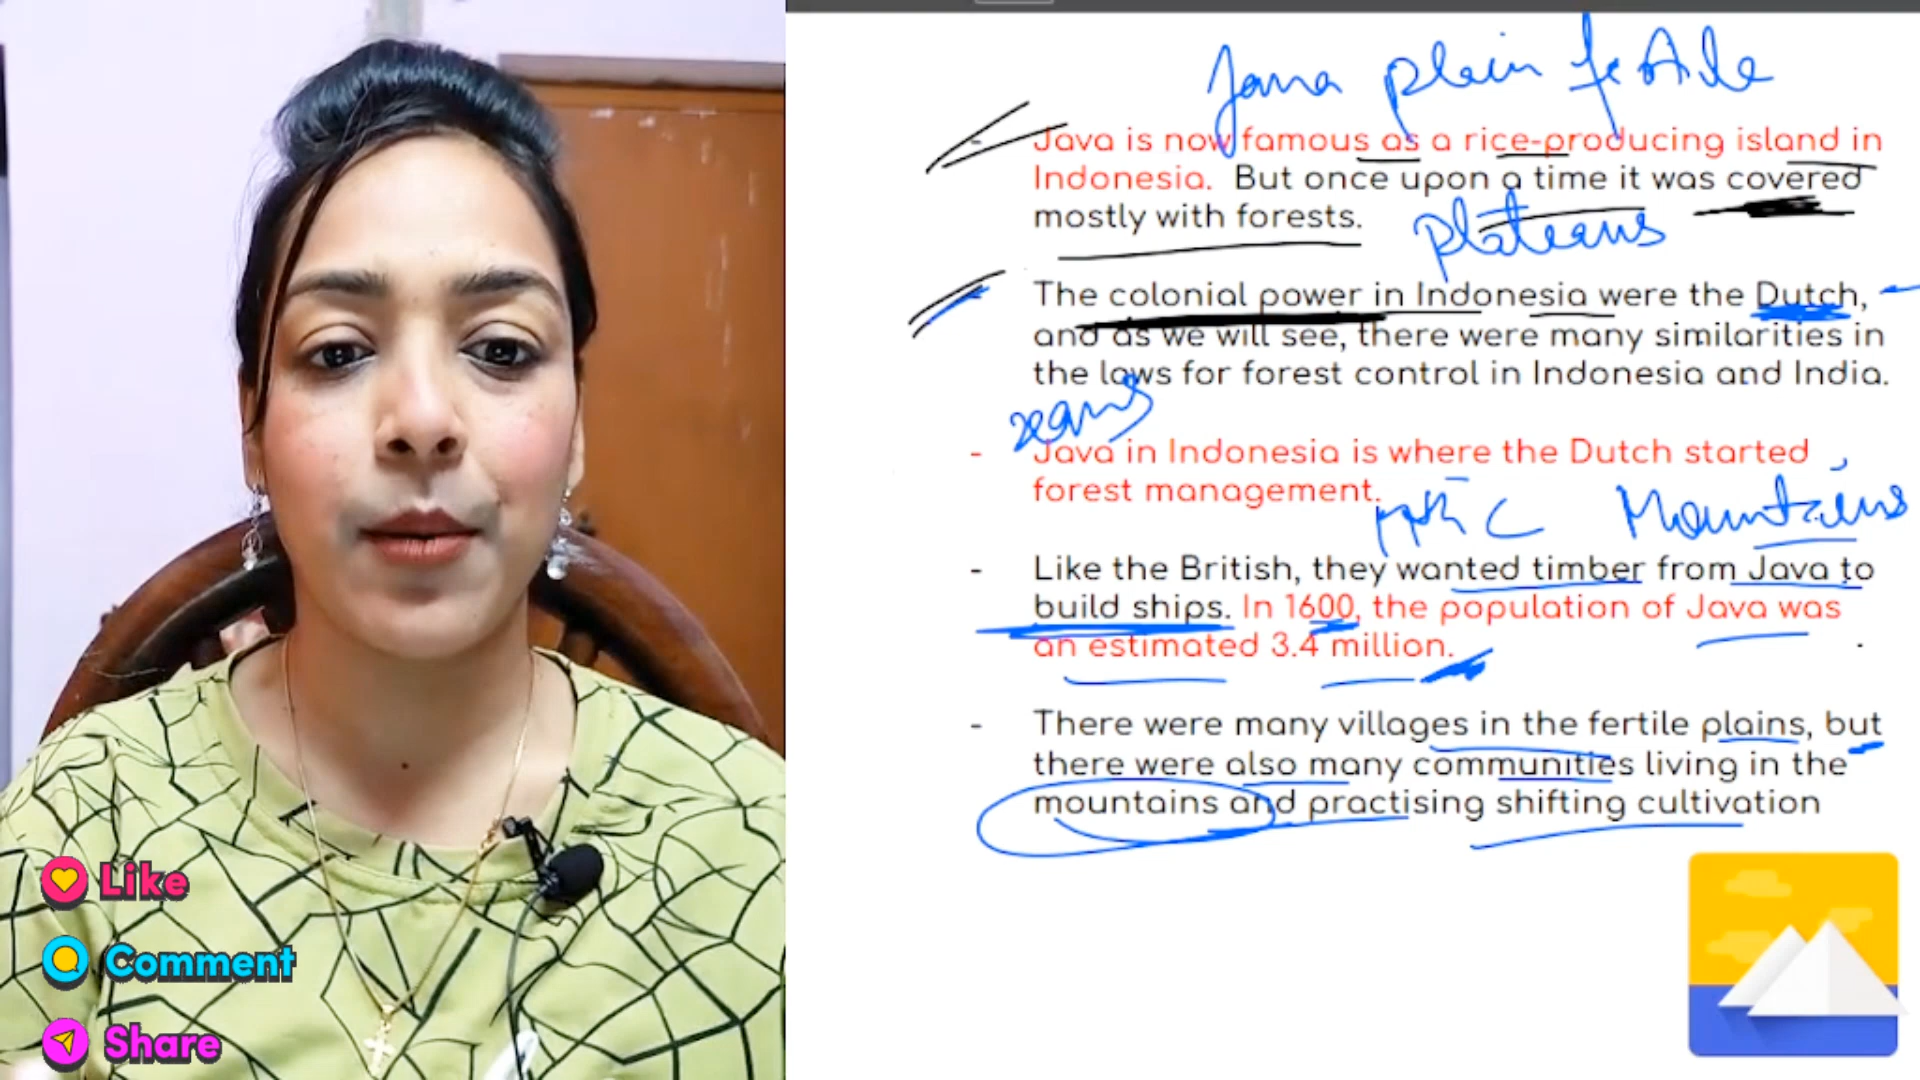 Java plain fertile
- Java is now famous as a rice-producing island in
Indonesia. But once upon a time it was covered
mostly with forests.
plateaus
The colonial power in Indonesia were the Dutch,
and as we will see, there were many similarities in
the laws for forest control in Indonesia and India.
- Java in Indonesia is where the Dutch started
forest management.
Mountains
- Like the British, they wanted timber from Java to
build ships. In 1600, the population of Java was
an estimated 3.4 million.
- There were many villages in the fertile plains, but
there were also many communities living in the
mountains and practising shifting cultivation
Like
Comment
Share